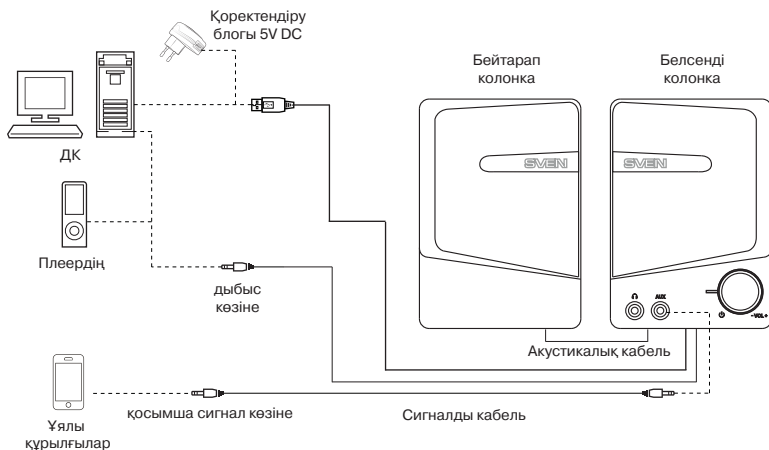 Қоректендіру
блогы 5V DC
Бейтарап
колонка
Белсенді
колонка
ДК
SVEN
SVEN
Плеердің
дыбыс
көзіне
AUX
- VOL +
Акустикалық кабель
Ұялы
құрылғылар
қосымша сигнал көзіне
Сигналды кабель